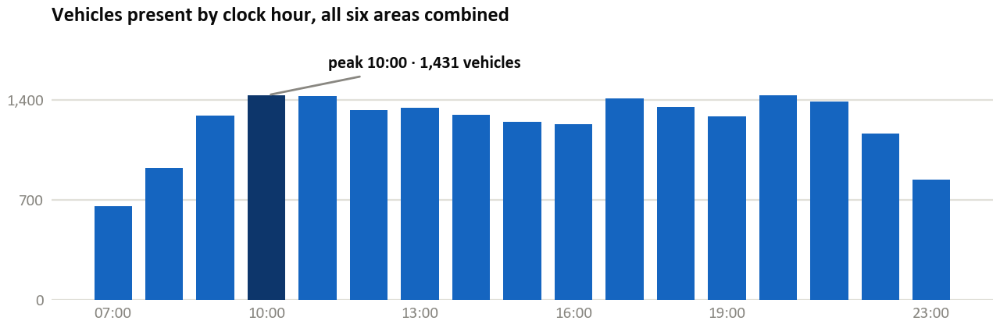 Vehicles present by clock hour, all six areas combined
peak 10:00 · 1,431 vehicles
1,400
700
0
07:00 10:00 13:00 16:00 19:00 23:00